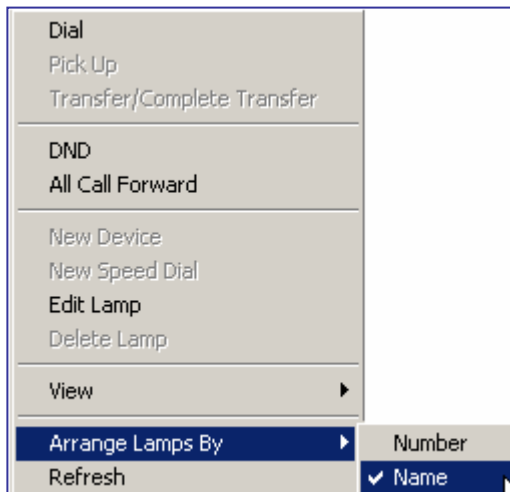 Dial
Pick Up
Transfer/Complete Transfer
DND
All Call Forward
New Device
New Speed Dial
Edit Lamp
Delete Lamp
View
Arrange Lamps By
Number
Refresh
Name